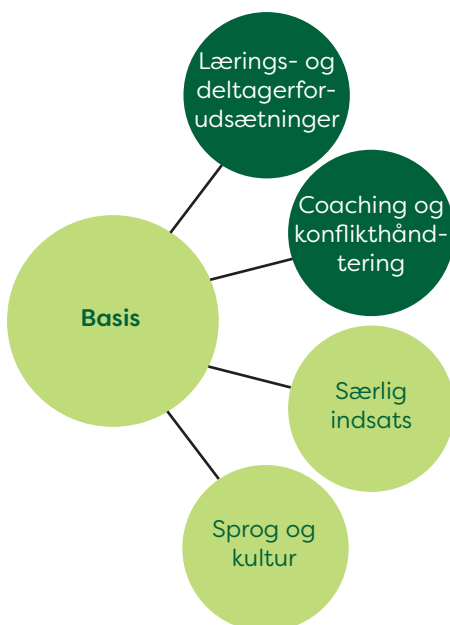 Lærings- og
deltagerfor-
udsætninger
Coaching og
konflikthånd-
tering
Basis
Særlig
indsats
Sprog og
kultur